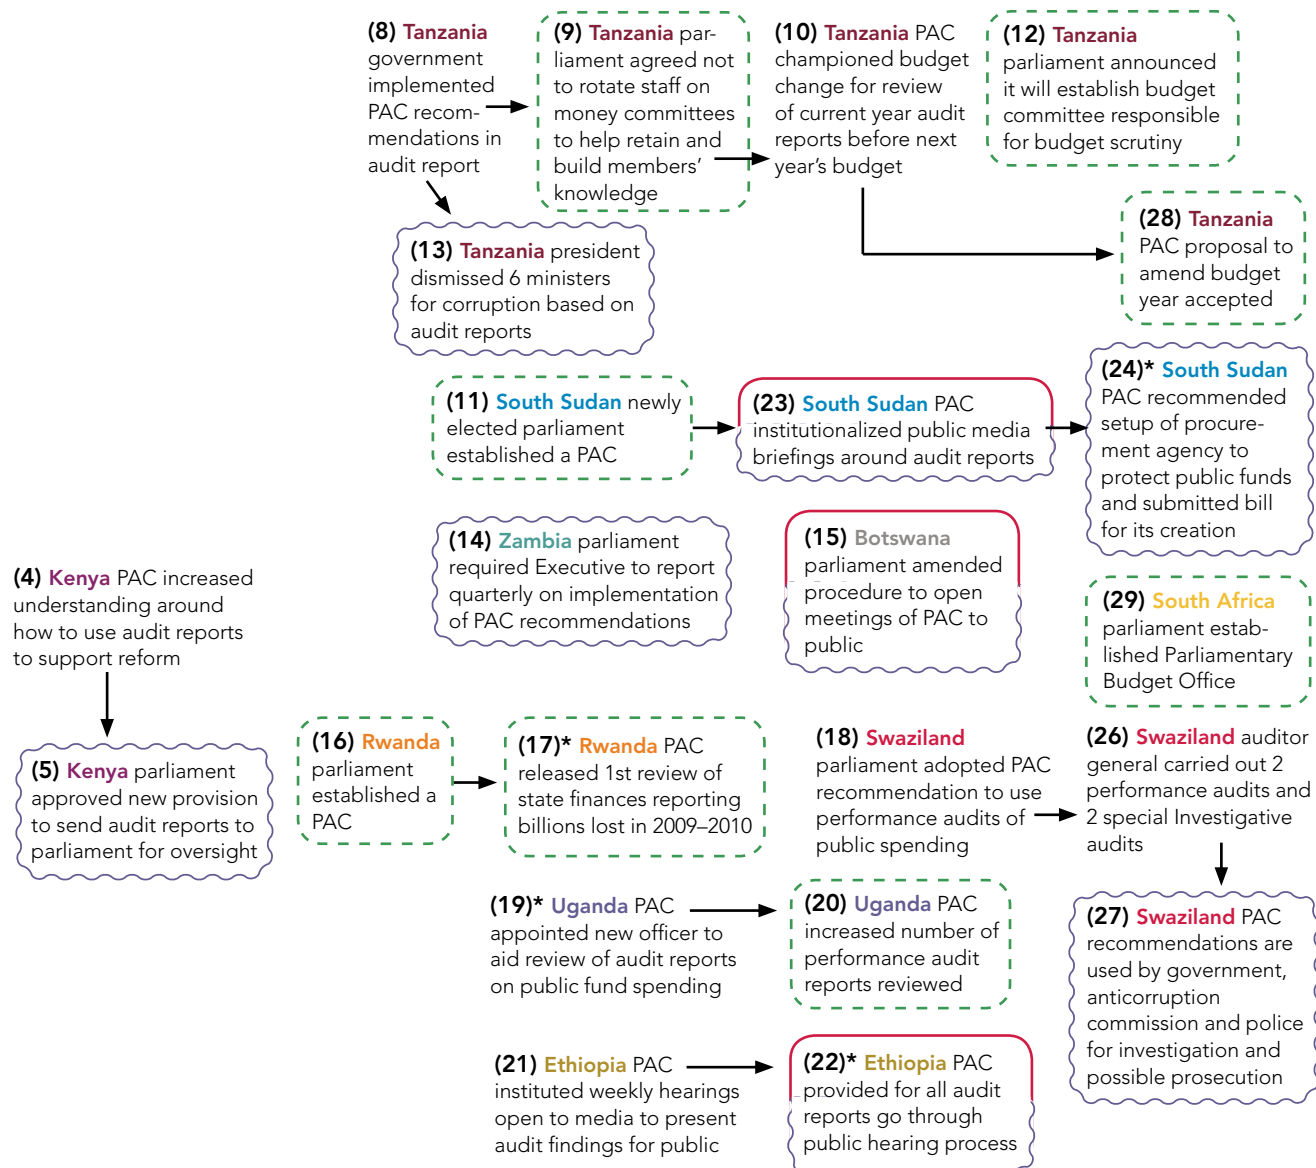 (8) Tanzania
government
implemented
PAC recom-
mendations in
audit report
(9) Tanzania par-
liament agreed not
to rotate staff on
money committees
to help retain and
build members’
knowledge
(10) Tanzania PAC
championed budget
change for review
of current year audit
reports before next
year’s budget
(12) Tanzania
parliament announced
it will establish budget
committee responsible
for budget scrutiny
(28) Tanzania
PAC proposal to
amend budget
year accepted
(13) Tanzania president
dismissed 6 ministers
for corruption based on
audit reports
(11) South Sudan newly
elected parliament
established a PAC
(23) South Sudan PAC
institutionalized public media
briefings around audit reports
(24)* South Sudan
PAC recommended
setup of procure-
ment agency to
protect public funds
and submitted bill
for its creation
(14) Zambia parliament
required Executive to report
quarterly on implementation
of PAC recommendations
(15) Botswana
parliament amended
procedure to open
meetings of PAC to
public
(4) Kenya PAC increased
understanding around
how to use audit reports
to support reform
(29) South Africa
parliament estab-
lished Parliamentary
Budget Office
(5) Kenya parliament
approved new provision
to send audit reports to
parliament for oversight
(16) Rwanda
parliament
established a
PAC
(17)* Rwanda PAC
released 1st review of
state finances reporting
billions lost in 2009–2010
(18) Swaziland
parliament adopted PAC
recommendation to use
performance audits of
public spending
(26) Swaziland auditor
general carried out 2
performance audits and
2 special Investigative
audits
(19)* Uganda PAC
appointed new officer to
aid review of audit reports
on public fund spending
(20) Uganda PAC
increased number of
performance audit
reports reviewed
(27) Swaziland PAC
recommendations are
used by government,
anticorruption
commission and police
for investigation and
possible prosecution
(21) Ethiopia PAC
instituted weekly hearings
open to media to present
audit findings for public
(22)* Ethiopia PAC
provided for all audit
reports go through
public hearing process